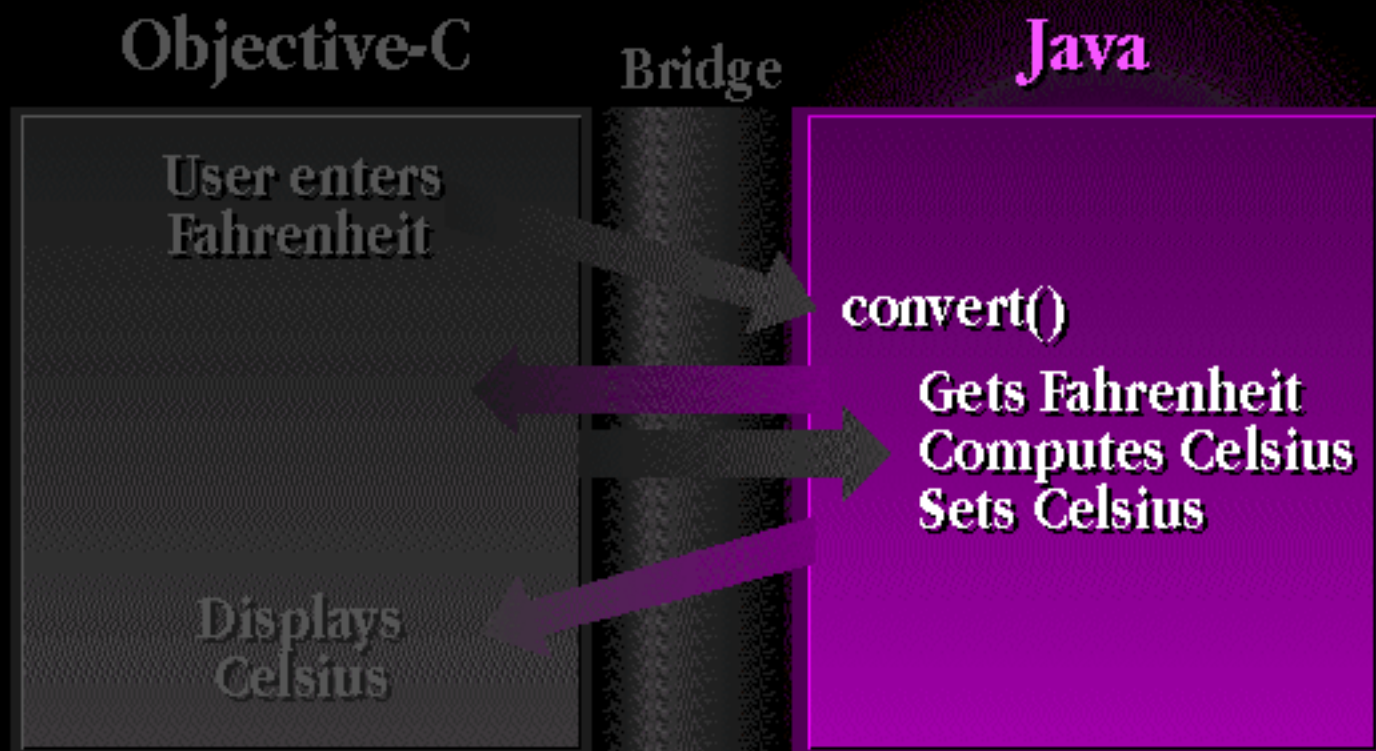 Objective-C
Bridge
Java
User enters
Fahrenheit
convert()
Gets Fahrenheit
Computes Celsius
Sets Celsius
Displays
Celsius